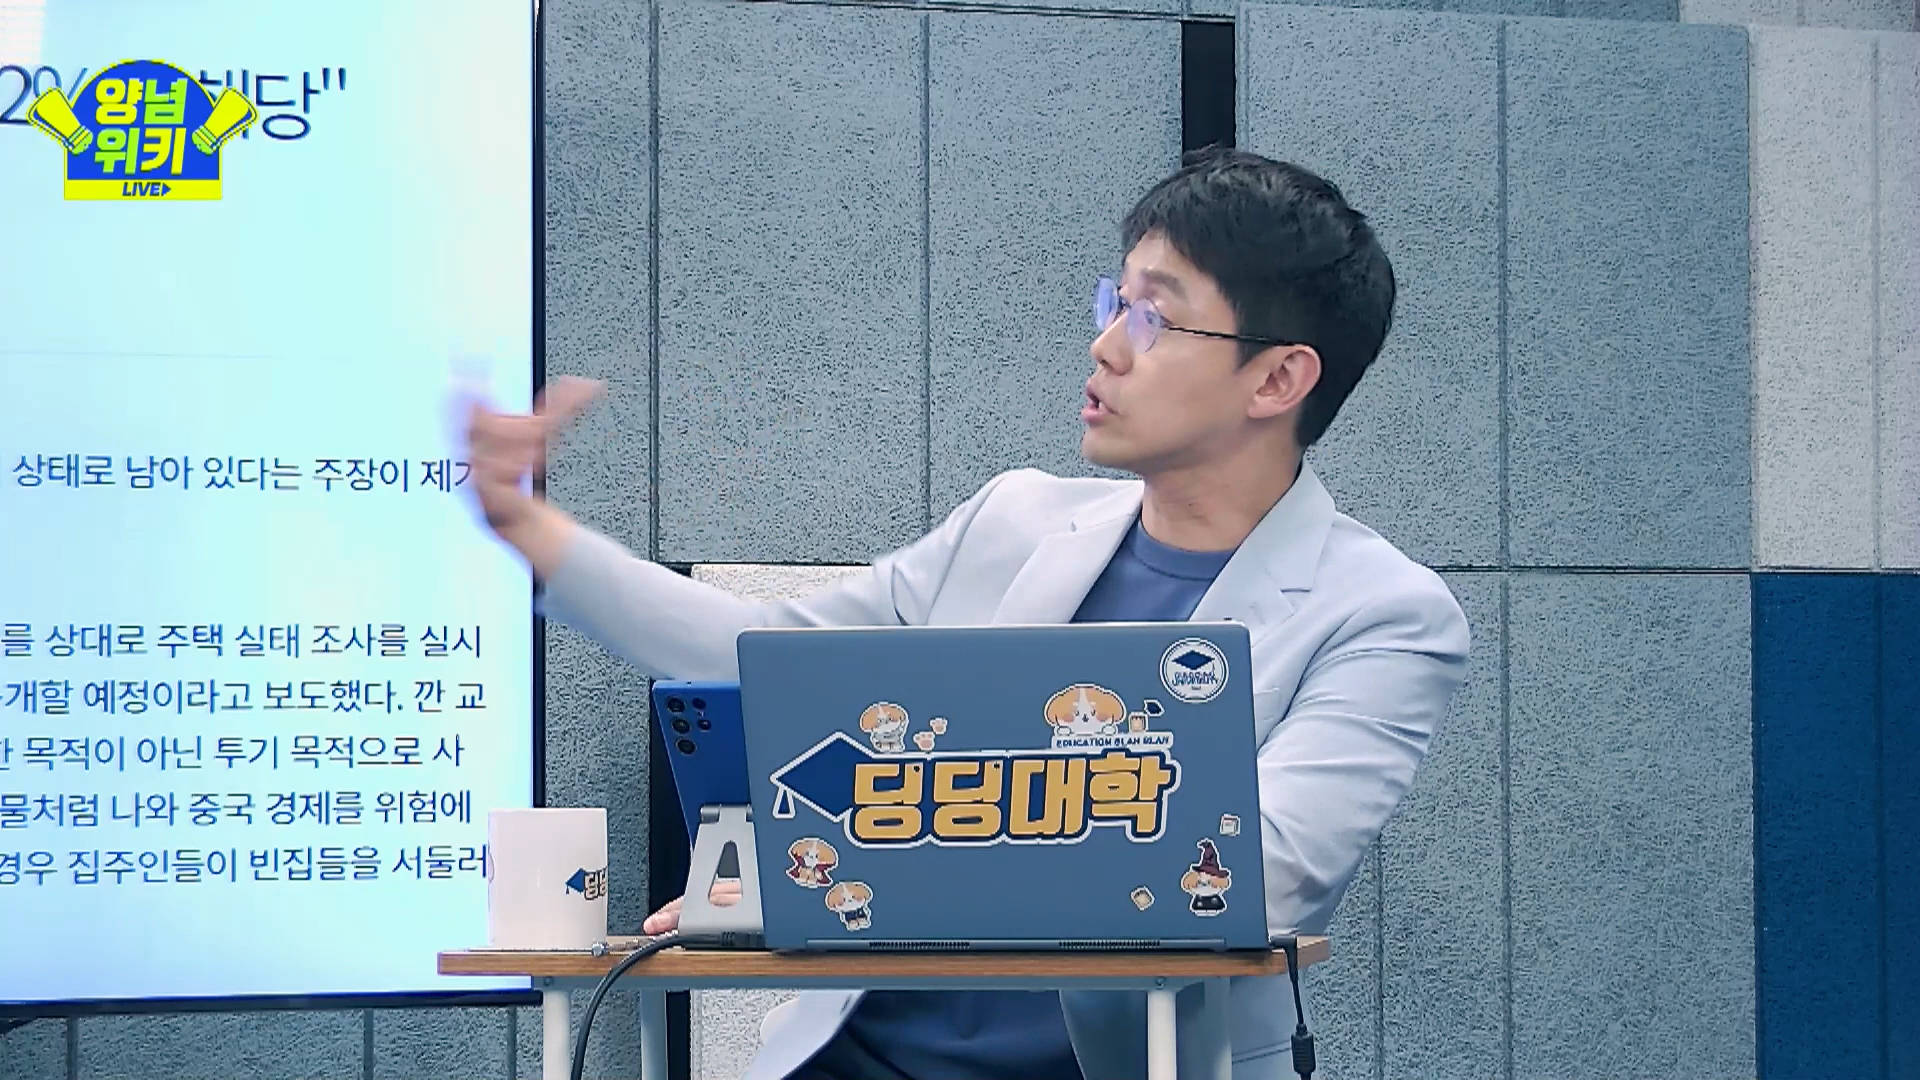 2% 해당"
양념
위키
LIVE
상태로 남아 있다는 주장이 제기
를 상대로 주택 실태 조사를 실시
개할 예정이라고 보도했다. 깐 교
한 목적이 아닌 투기 목적으로 사
물처럼 나와 중국 경제를 위험에
경우 집주인들이 빈집들을 서둘러
EDUCATION BLAH BLAH
딩딩대학